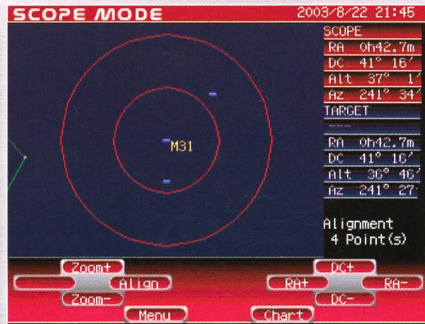 SCOPE MODE 2003/8/22 21:45
SCOPE
RA 0h42.7m
DC 41° 16'
Alt 37° 1'
Az 241° 34'
TARGET
---
RA 0h42.7m
DC 41° 16'
Alt 36° 46'
Az 241° 27'
M31
Alignment
4 Point(s)
Zoom+
Align
Zoom-
DC+
RA+
RA-
DC-
Menu
Chart